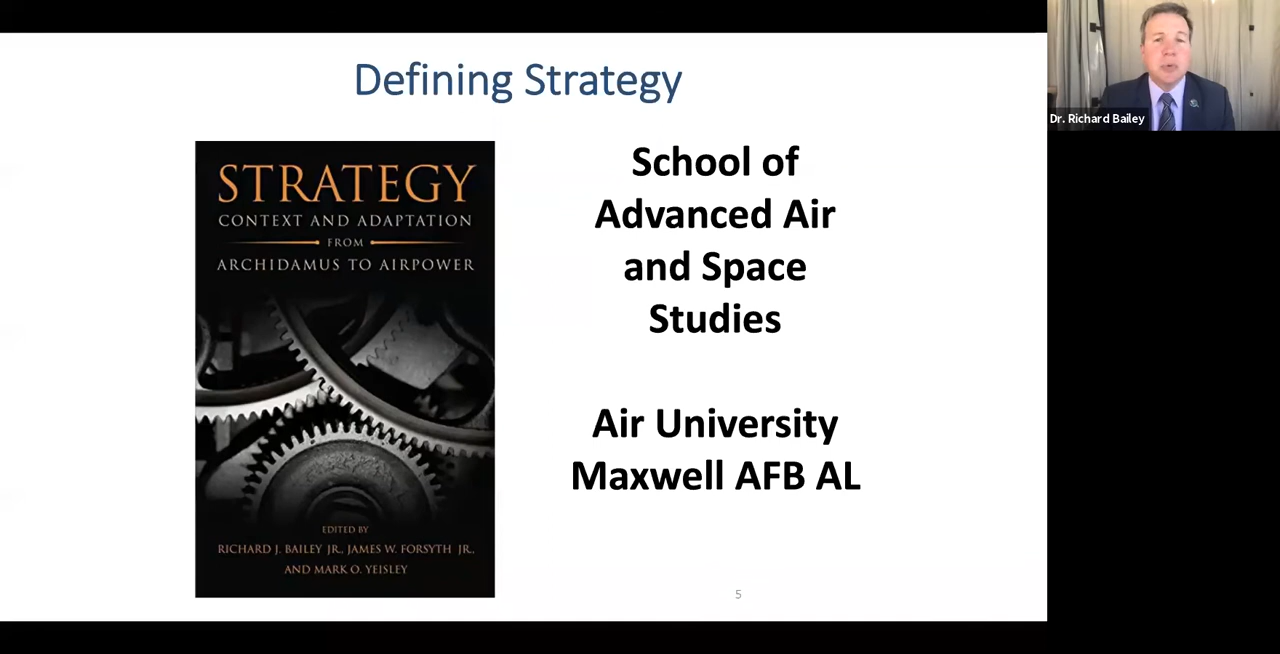 Defining Strategy
STRATEGY
CONTEXT AND ADAPTATION
FROM
ARCHIDAMUS TO AIRPOWER
EDITED BY
RICHARD J. BAILEY JR., JAMES W. FORSYTH JR.,
AND MARK O. YEISLEY
School of
Advanced Air
and Space
Studies
Air University
Maxwell AFB AL
5
Dr. Richard Bailey